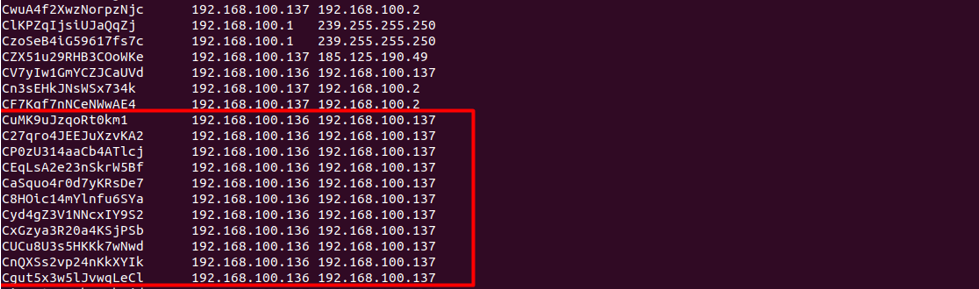 CwuA4f2XwzNorpzNjc 192.168.100.137 192.168.100.2
ClKPZqIjsiUJaQqZj 192.168.100.1 239.255.255.250
CzoSeB4iG59617fs7c 192.168.100.1 239.255.255.250
CZX51u29RHB3COoWKe 192.168.100.137 185.125.190.49
CV7yIw1GmYCZJCaUVd 192.168.100.136 192.168.100.137
Cn3sEHkJNsWSx734k 192.168.100.137 192.168.100.2
CF7Kqf7nNCeNWwAE4 192.168.100.137 192.168.100.2
CuMK9uJzqoRt0km1 192.168.100.136 192.168.100.137
C27qro4JEEJuXzvKA2 192.168.100.136 192.168.100.137
CP0zU314aaCb4ATlcj 192.168.100.136 192.168.100.137
CEqLsA2e23nSkrW5Bf 192.168.100.136 192.168.100.137
CaSquo4r0d7yKRsDe7 192.168.100.136 192.168.100.137
C8HOic14mYlnfu6SYa 192.168.100.136 192.168.100.137
Cyd4gZ3V1NNcxIY9S2 192.168.100.136 192.168.100.137
CxGzya3R20a4KSjPSb 192.168.100.136 192.168.100.137
CUCu8U3s5HKKk7wNwd 192.168.100.136 192.168.100.137
CnQXSs2vp24nKkXYIk 192.168.100.136 192.168.100.137
Cqut5x3w5lJvwqLeCl 192.168.100.136 192.168.100.137